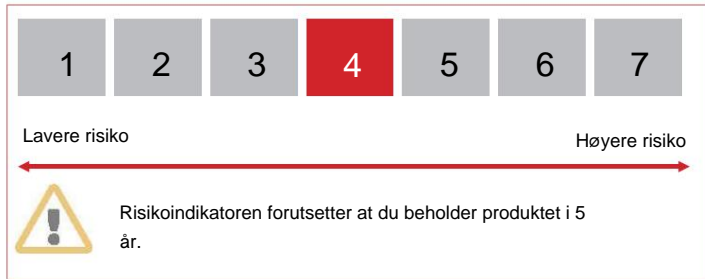 1 2 3 4 5 6 7
Lavere risiko Høyere risiko
Risikoindikatoren forutsetter at du beholder produktet i 5
år.